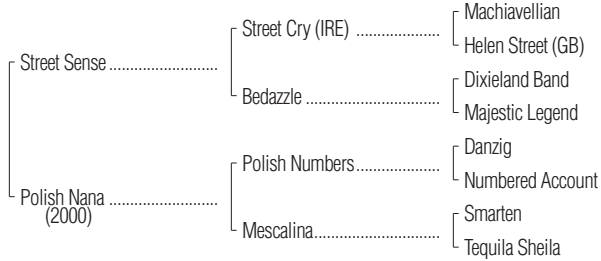 Machiavellian
Street Cry (IRE) ....................
Helen Street (GB)
Street Sense ..........................
Dixieland Band
Bedazzle ................................
Majestic Legend
Danzig
Polish Numbers....................
Numbered Account
Polish Nana ..........................
(2000)
Smarten
Mescalina..............................
Tequila Sheila